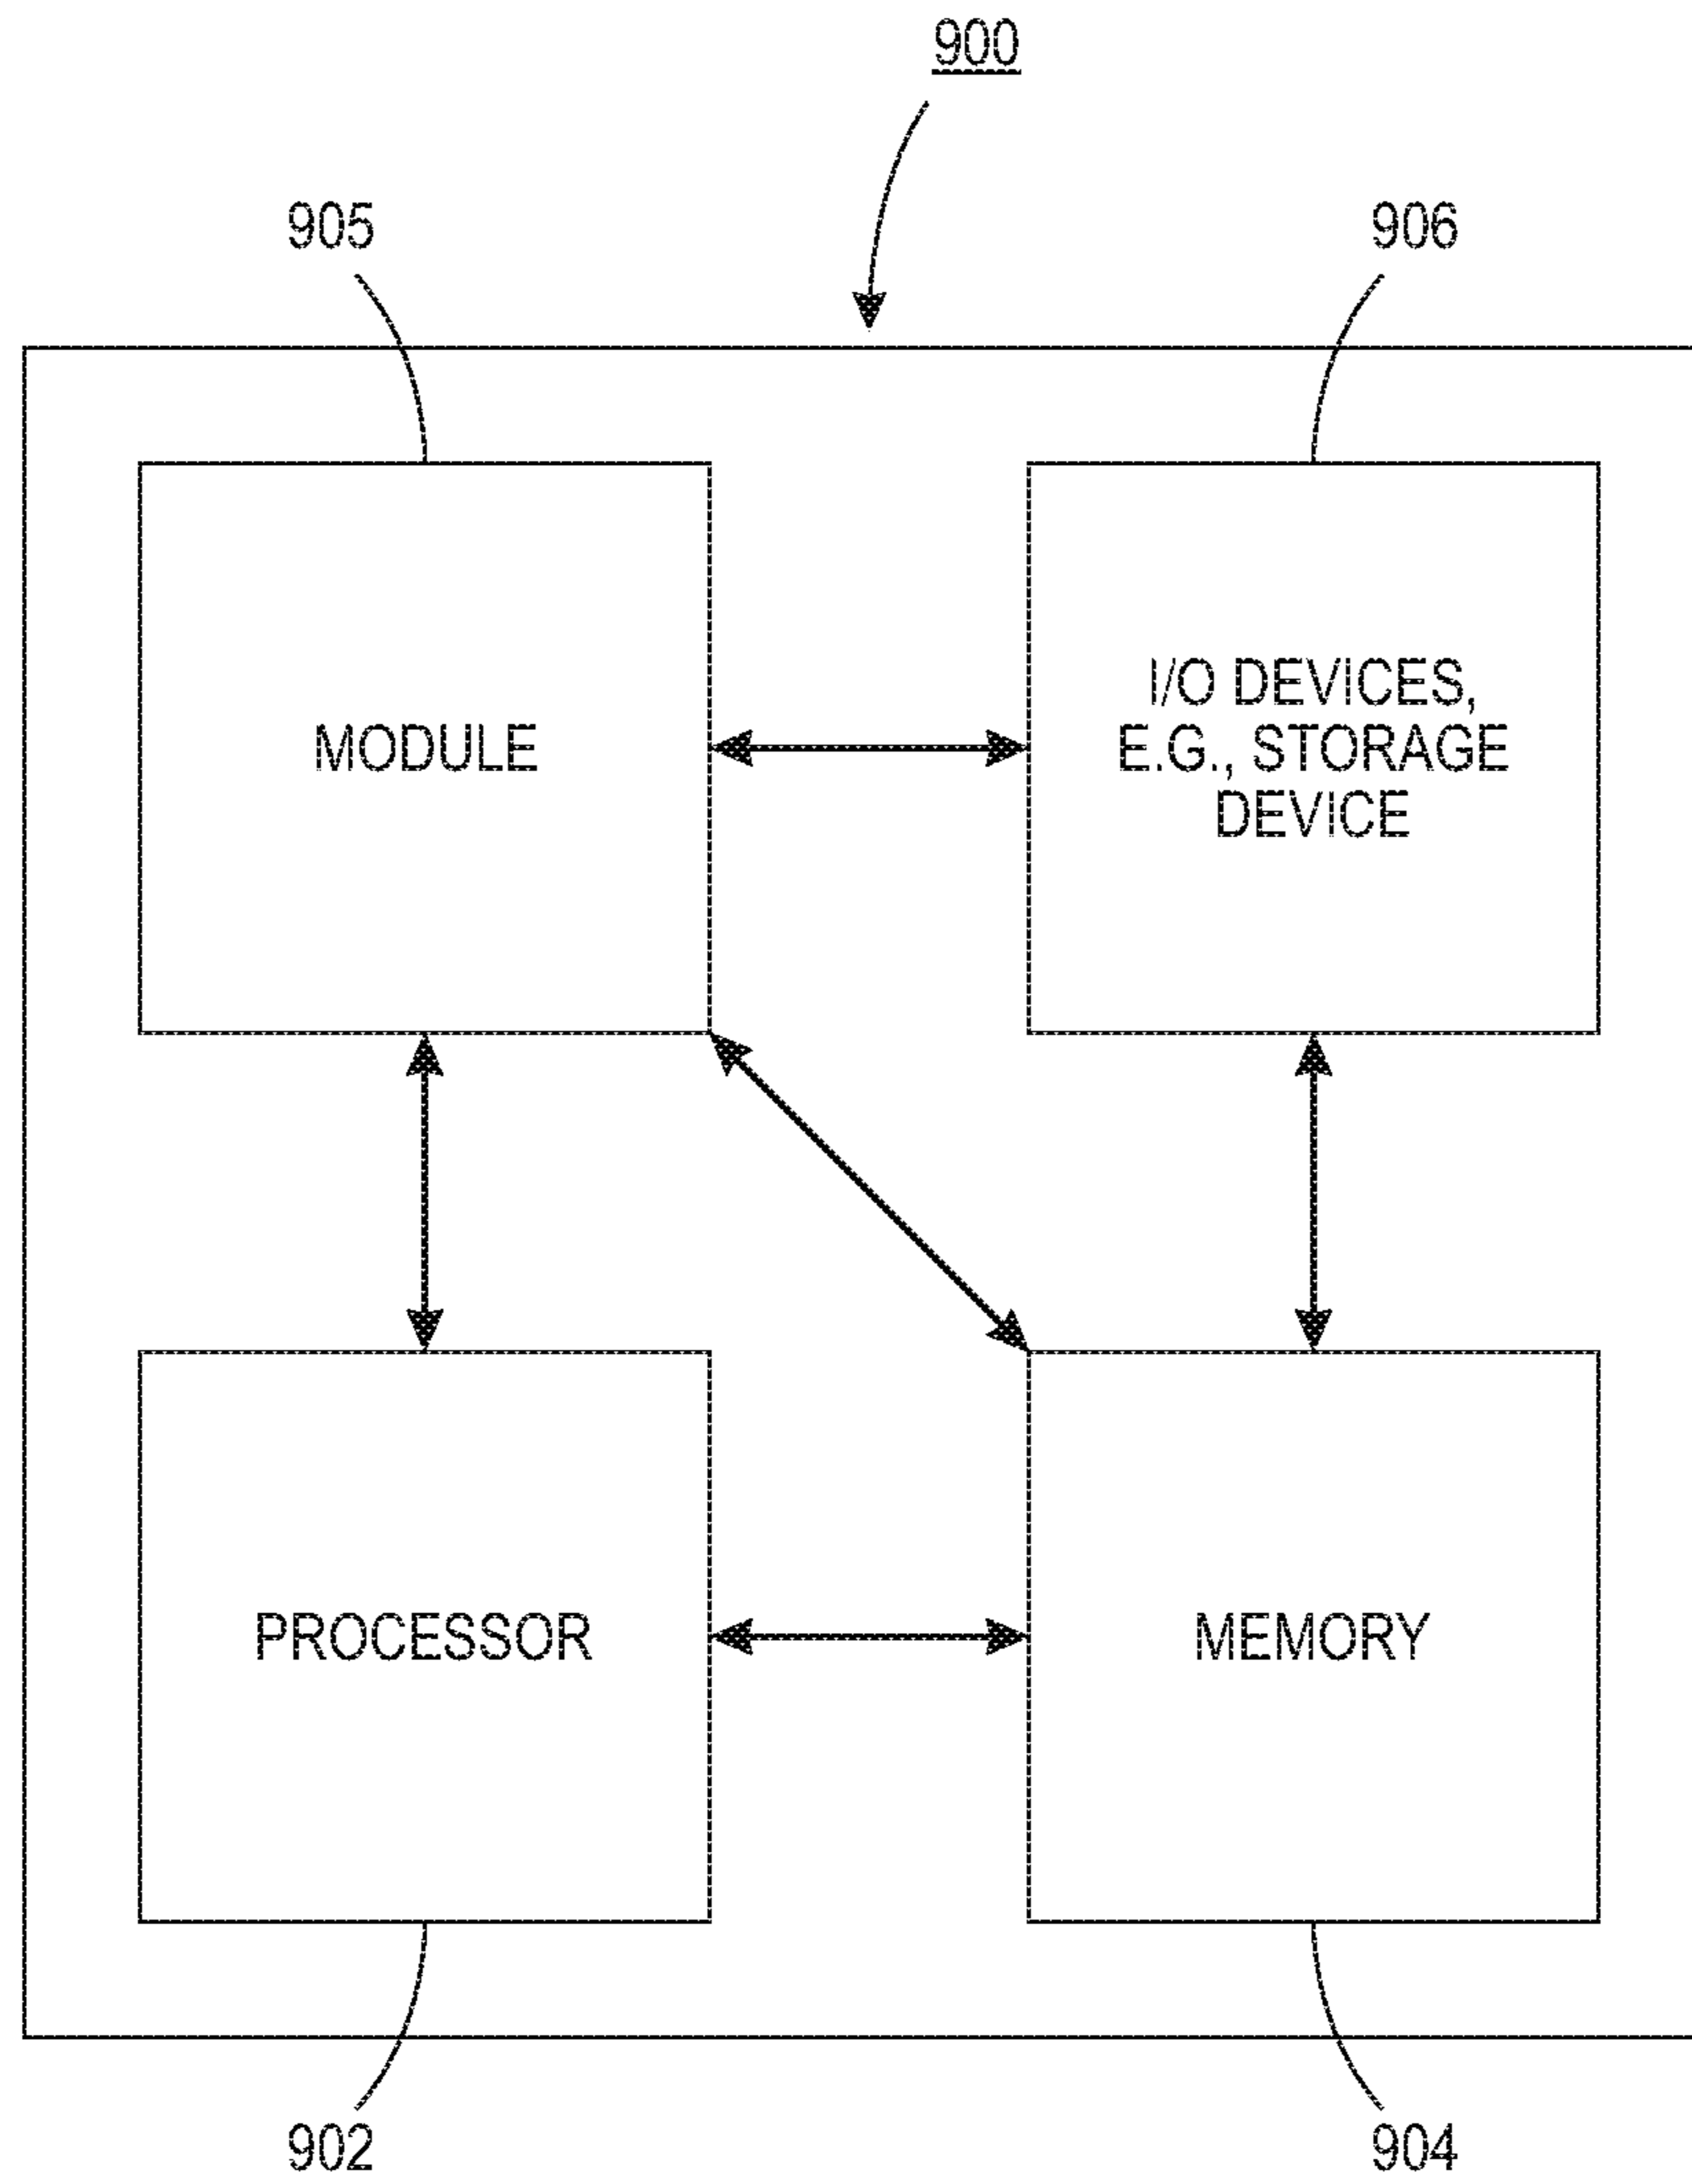 900
905
906
MODULE
I/O DEVICES,
E.G., STORAGE
DEVICE
PROCESSOR
MEMORY
902
904